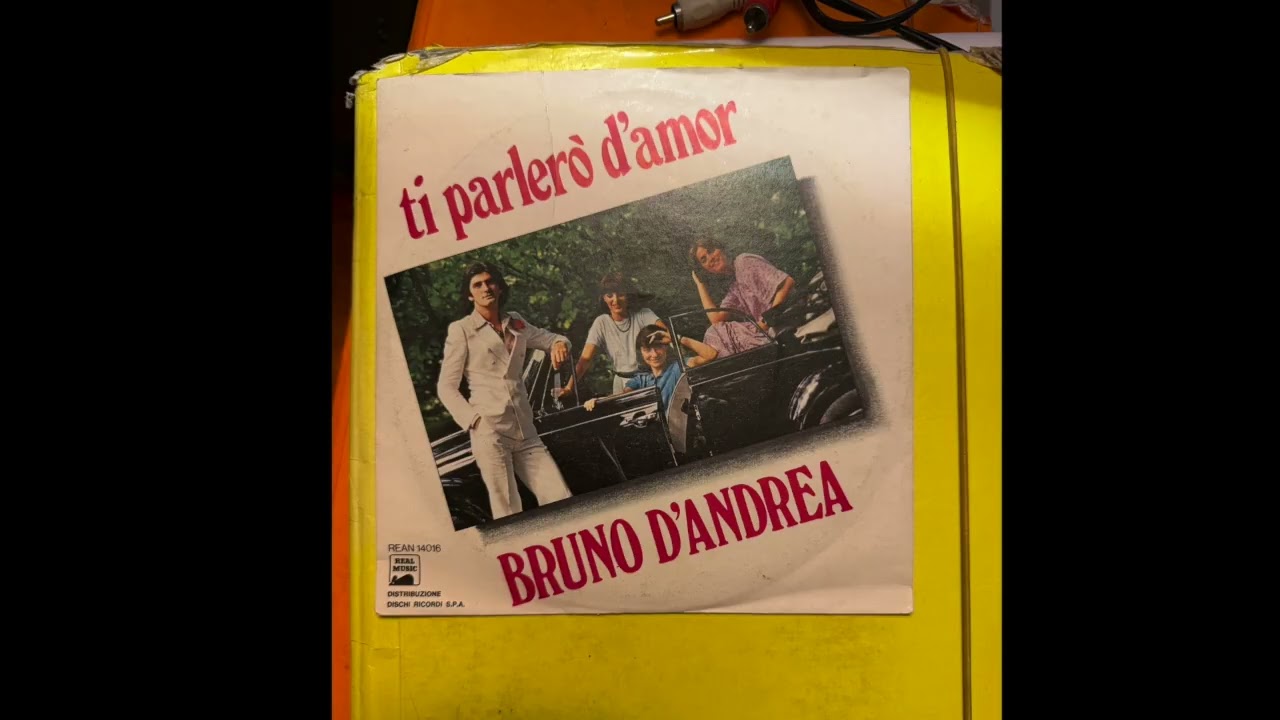 ti parlerò d'amor
BRUNO D'ANDREA
REAN 14016
REAL
MUSIC
DISTRIBUZIONE
DISCHI RICORDI S.P.A.